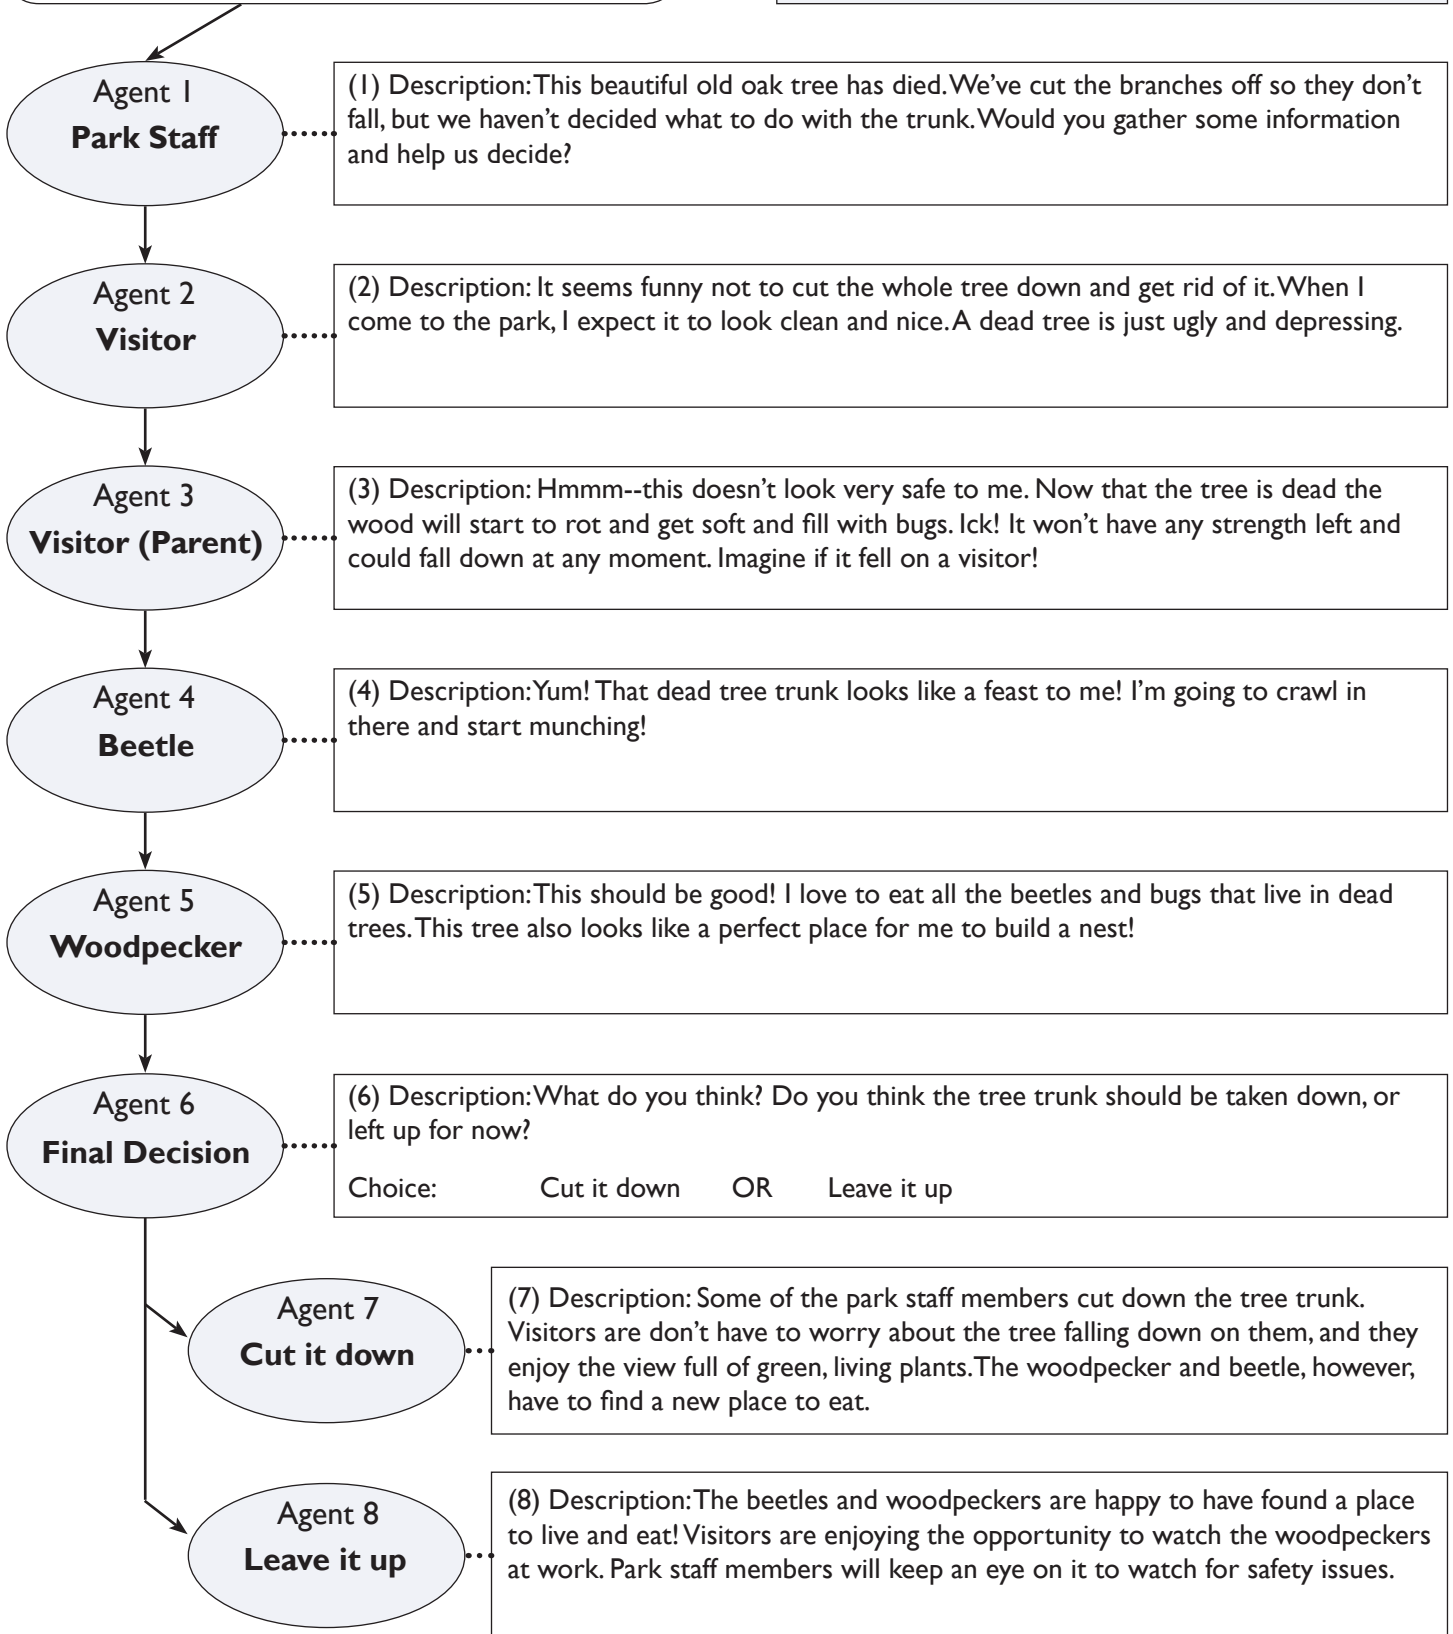 Agent 1
Park Staff
(1) Description: This beautiful old oak tree has died. We've cut the branches off so they don't
fall, but we haven't decided what to do with the trunk. Would you gather some information
and help us decide?
Agent 2
Visitor
(2) Description: It seems funny not to cut the whole tree down and get rid of it. When I
come to the park, I expect it to look clean and nice. A dead tree is just ugly and depressing.
Agent 3
Visitor (Parent)
(3) Description: Hmmm--this doesn't look very safe to me. Now that the tree is dead the
wood will start to rot and get soft and fill with bugs. Ick! It won't have any strength left and
could fall down at any moment. Imagine if it fell on a visitor!
Agent 4
Beetle
(4) Description: Yum! That dead tree trunk looks like a feast to me! I'm going to crawl in
there and start munching!
Agent 5
Woodpecker
(5) Description: This should be good! I love to eat all the beetles and bugs that live in dead
trees. This tree also looks like a perfect place for me to build a nest!
Agent 6
Final Decision
(6) Description: What do you think? Do you think the tree trunk should be taken down, or
left up for now?
Choice: Cut it down OR Leave it up
Agent 7
Cut it down
(7) Description: Some of the park staff members cut down the tree trunk.
Visitors are don't have to worry about the tree falling down on them, and they
enjoy the view full of green, living plants. The woodpecker and beetle, however,
have to find a new place to eat.
Agent 8
Leave it up
(8) Description: The beetles and woodpeckers are happy to have found a place
to live and eat! Visitors are enjoying the opportunity to watch the woodpeckers
at work. Park staff members will keep an eye on it to watch for safety issues.